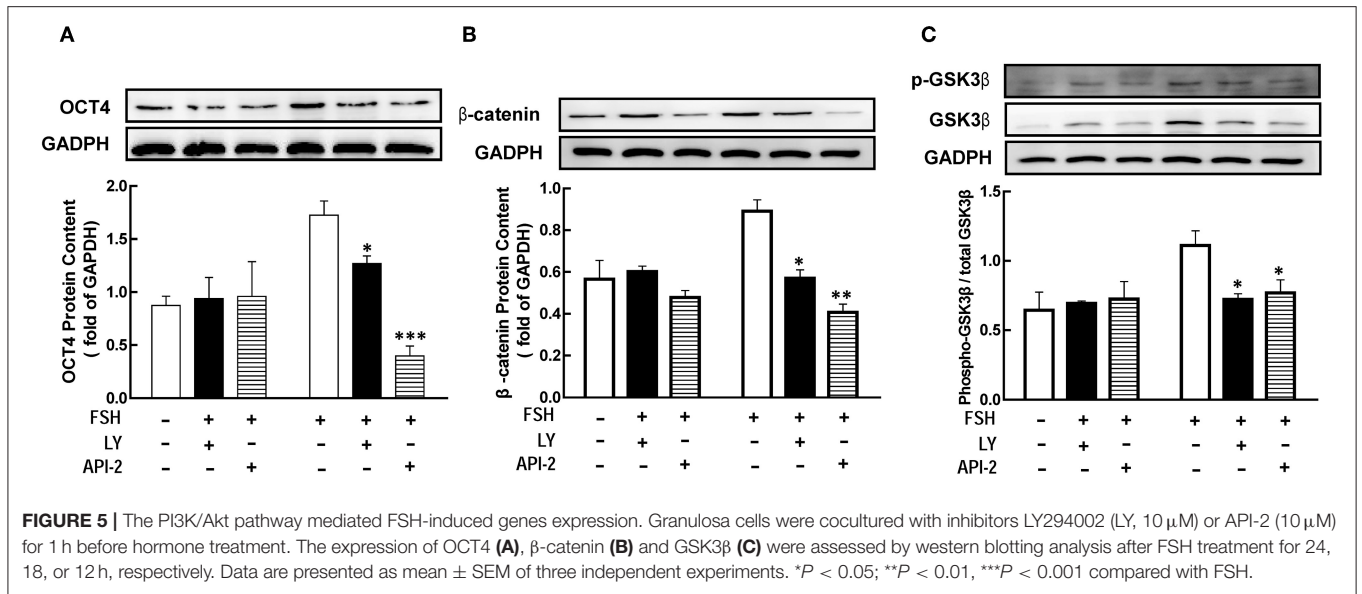 A
OCT4
GADPH
OCT4 Protein Content
( fold of GAPDH)
2.0
1.5
1.0
0.5
0.0
*
***
FSH - + + + + +
LY - + - - + -
API-2 - - + - - +
B
β-catenin
GADPH
β -catenin Protein Content
( fold of GAPDH)
1.0
0.8
0.6
0.4
0.2
0.0
*
**
FSH - + + + + +
LY - + - - + -
API-2 - - + - - +
C
p-GSK3β
GSK3β
GADPH
Phospho-GSK3β / total GSK3β
1.5
1.0
0.5
0.0
*
*
FSH - + + + + +
LY - + - - + -
API-2 - - + - - +
FIGURE 5 | The PI3K/Akt pathway mediated FSH-induced genes expression. Granulosa cells were cocultured with inhibitors LY294002 (LY, 10 μM) or API-2 (10 μM)
for 1 h before hormone treatment. The expression of OCT4 (A), β-catenin (B) and GSK3β (C) were assessed by western blotting analysis after FSH treatment for 24,
18, or 12 h, respectively. Data are presented as mean ± SEM of three independent experiments. *P < 0.05; **P < 0.01, ***P < 0.001 compared with FSH.